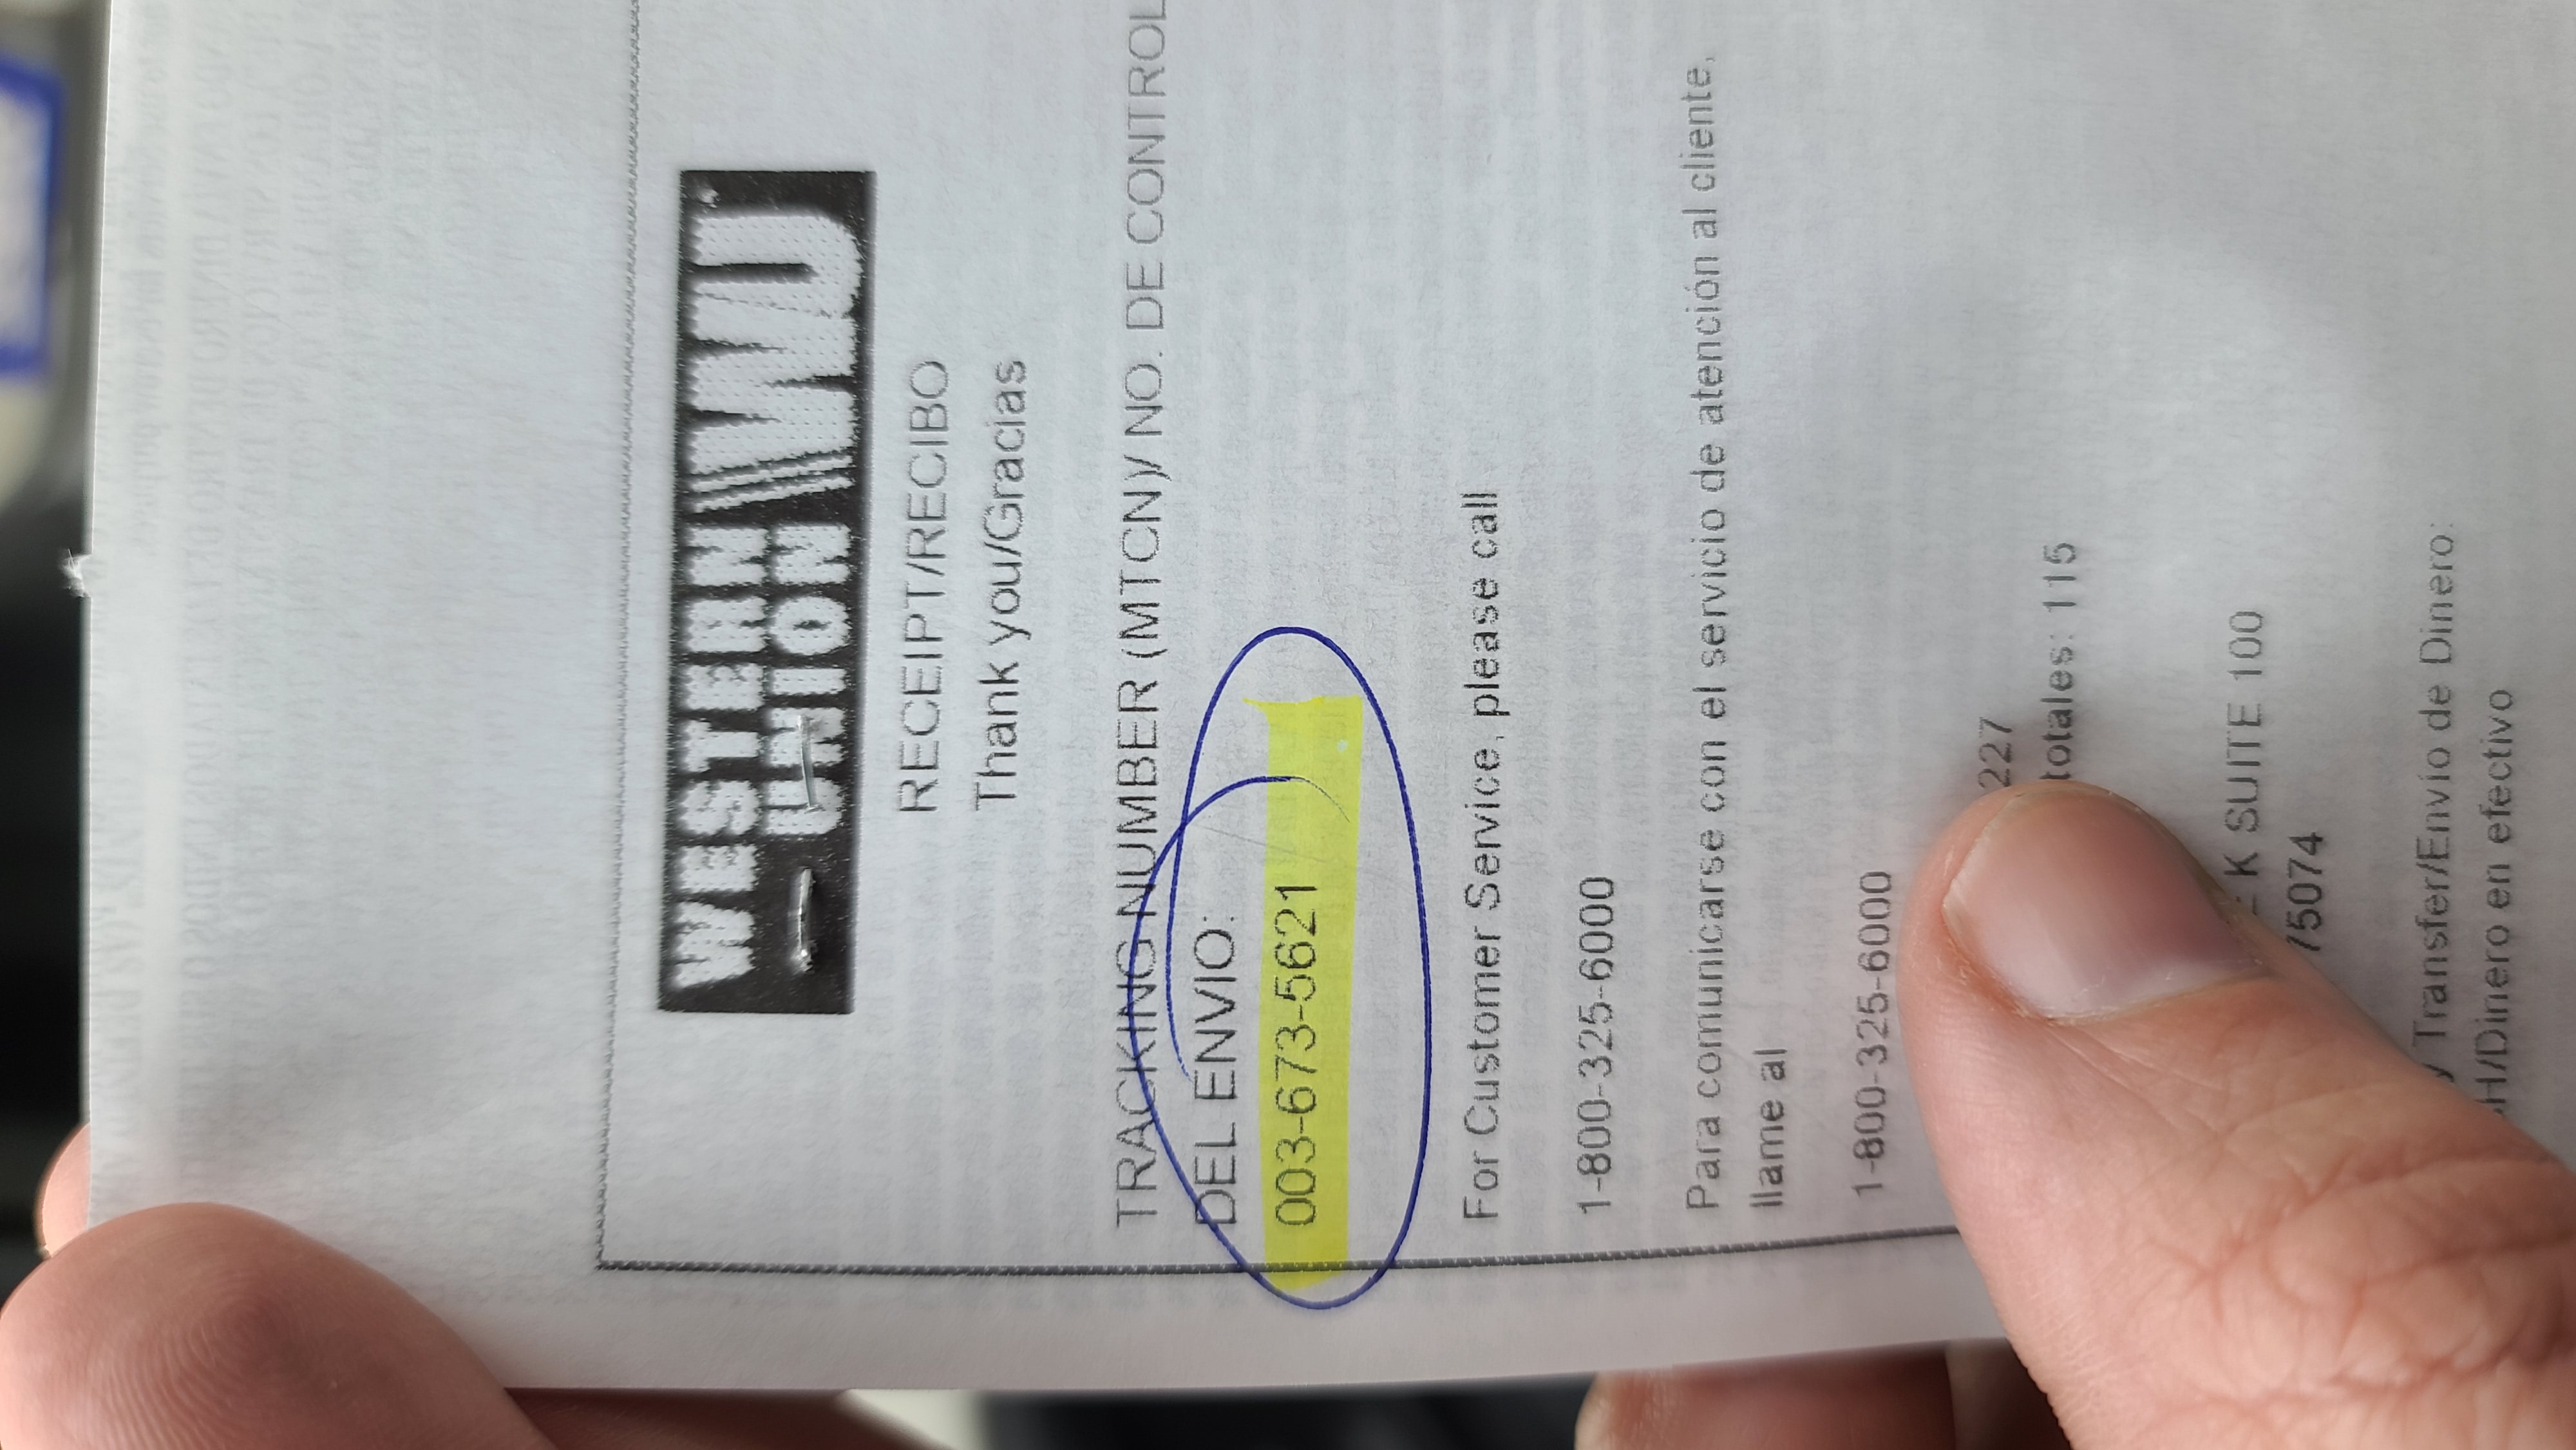 WESTERN WU
UNION
RECEIPT/RECIBO
Thank you/Gracias
TRACKING NUMBER (MTCN)/ NO. DE CONTROL
DEL ENVIO:
003-673-5621
For Customer Service, please call
1-800-325-6000
Para comunicarse con el servicio de atención al cliente,
llame al
1-800-325-6000
227
totales: 115
K SUITE 100
75074
y Transfer/Envío de Dinero:
H/Dinero en efectivo